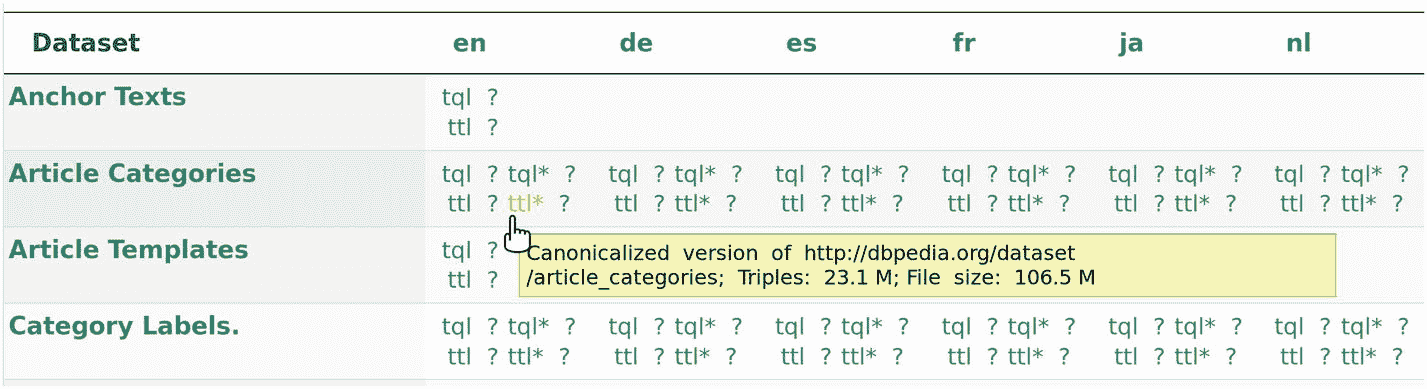 Dataset en de es fr ja nl
Anchor Texts tql ?
ttl ?
Article Categories tql ? tql* ? tql ? tql* ? tql ? tql* ? tql ? tql* ? tql ? tql* ? tql ? tql* ?
ttl ? ttl* ? ttl ? ttl* ? ttl ? ttl* ? ttl ? ttl* ? ttl ? ttl* ? ttl ? ttl* ?
Article Templates tql ?
ttl ?
Canonicalized version of http://dbpedia.org/dataset
/article_categories; Triples: 23.1 M; File size: 106.5 M
Category Labels. tql ? tql* ? tql ? tql* ? tql ? tql* ? tql ? tql* ? tql ? tql* ? tql ? tql* ?
ttl ? ttl* ? ttl ? ttl* ? ttl ? ttl* ? ttl ? ttl* ? ttl ? ttl* ? ttl ? ttl* ?